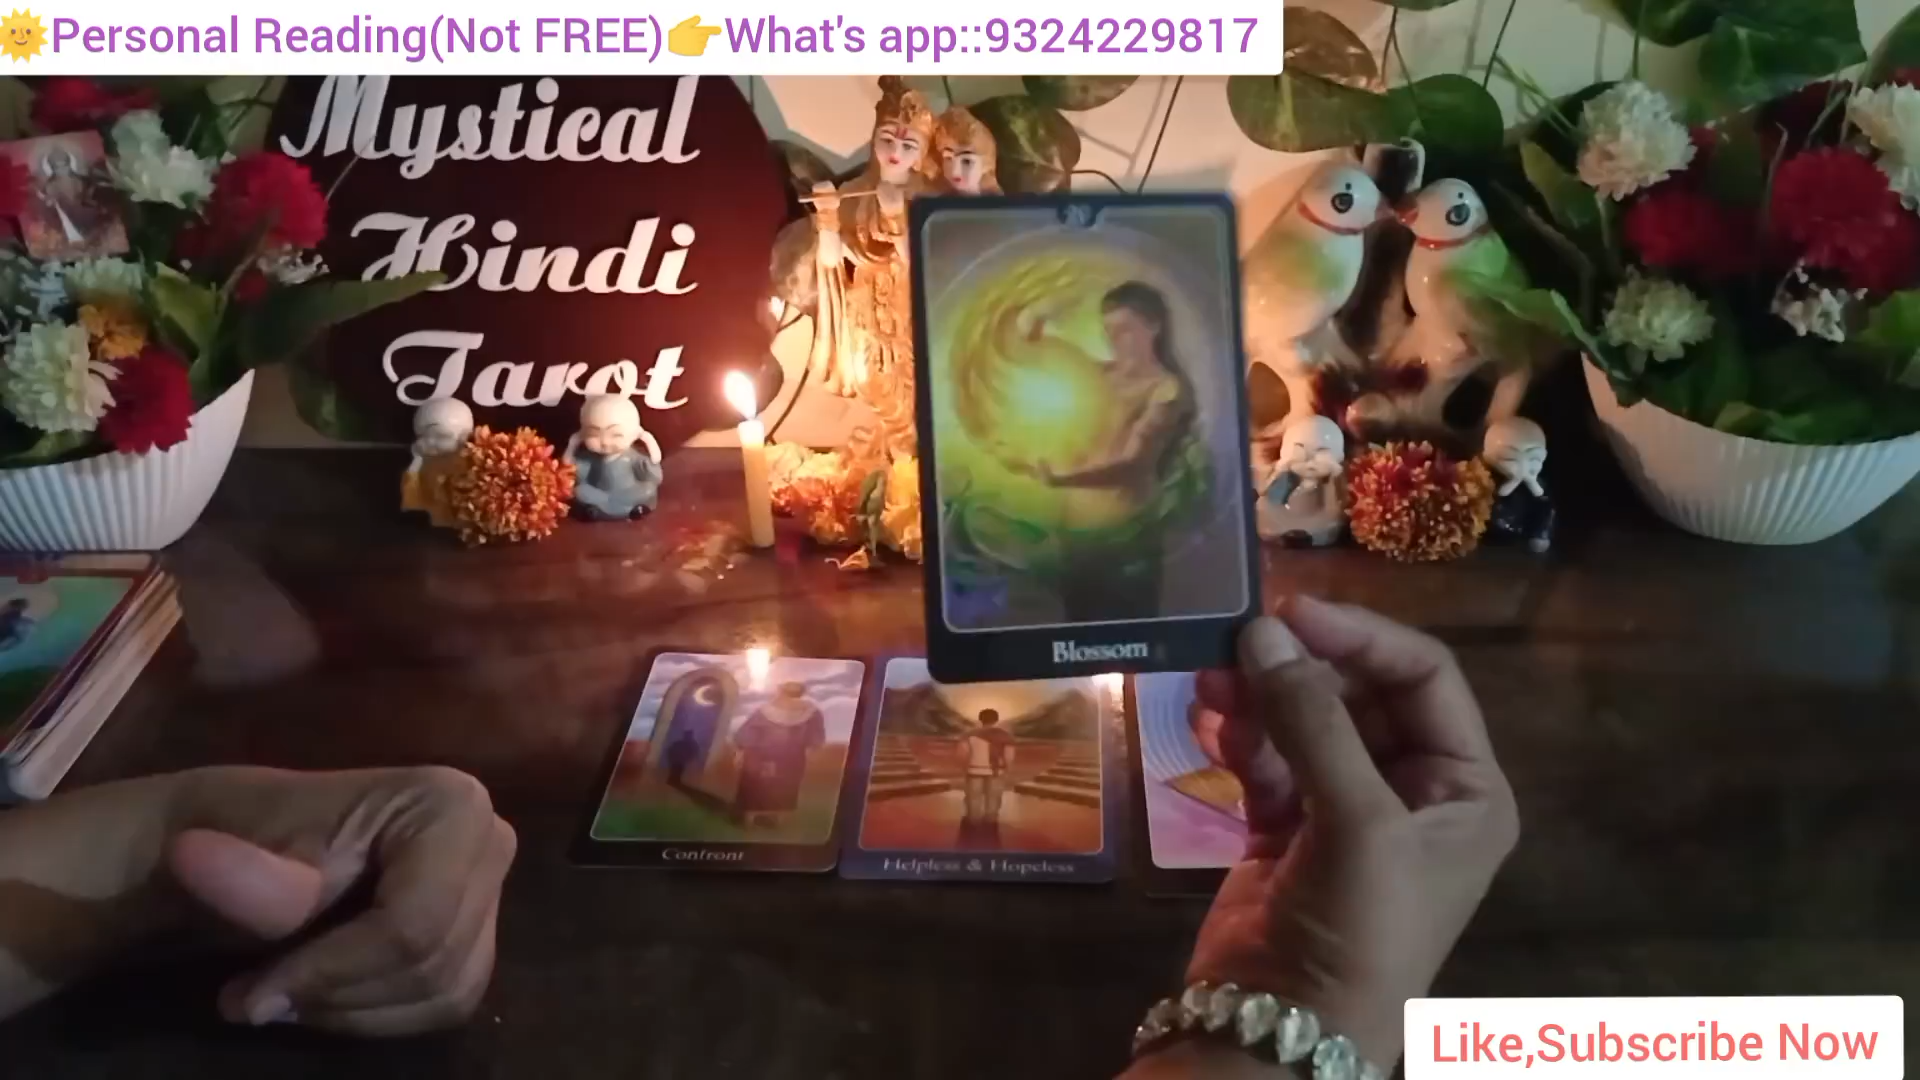 🌞Personal Reading(Not FREE)👉What's app::9324229817
Mystical
Hindi
Tarot
Blossom
Confront
Helpless & Hopeless
Like,Subscribe Now